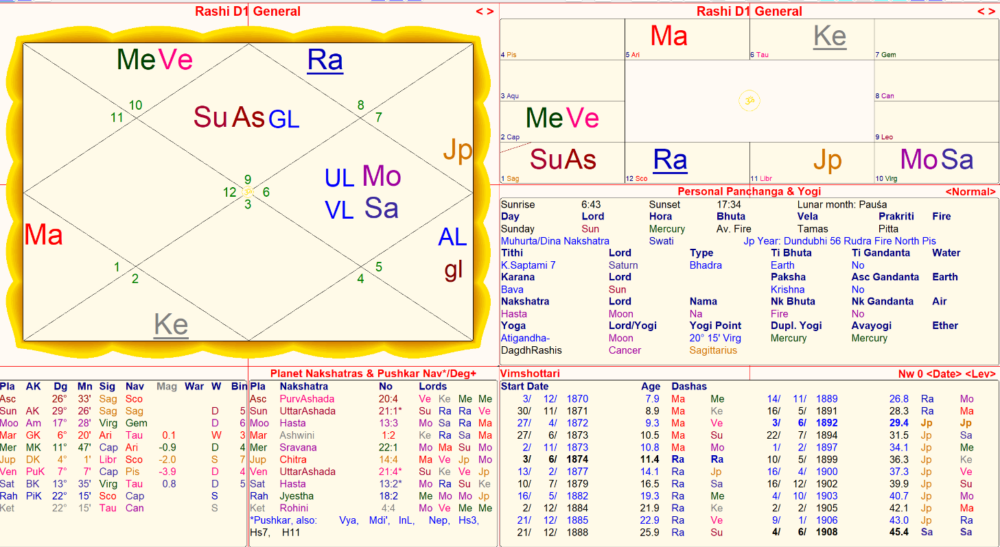 Rashi D1 General < >
Me Ve Ra
10 8
11 7
Su As GL
Jp
UL Mo
9
12 ॐ 6
3
VL Sa
Ma
AL
1 5
2 4
gl
Ke
Rashi D1 General < >
Ma Ke
4 Pis 5 Ari 6 Tau 7 Gem
3 Aqu ॐ 8 Can
Me Ve
2 Cap 9 Leo
Su As Ra Jp Mo Sa
1 Sag 12 Sco 11 Libr 10 Virg
Personal Panchanga & Yogi <Normal>
Sunrise 6:43 Sunset 17:34 Lunar month: Pauśa
Day Lord Hora Bhuta Vela Prakriti Fire
Sunday Sun Mercury Av. Fire Tamas Pitta
Muhurta/Dina Nakshatra Swati Jp Year: Dundubhi 56 Rudra Fire North Pis
Tithi Lord Type Ti Bhuta Ti Gandanta Water
K.Saptami 7 Saturn Bhadra Earth No
Karana Lord Paksha Asc Gandanta Earth
Bava Sun Krishna No
Nakshatra Lord Nama Nk Bhuta Nk Gandanta Air
Hasta Moon Na Fire No
Yoga Lord/Yogi Yogi Point Dupl. Yogi Avayogi Ether
Atigandha- Moon 20° 15' Virg Mercury Mercury
DagdhRashis Cancer Sagittarius
Pla AK Dg Mn Sig Nav Mag War W Bin
Asc 26° 33' Sag Sco
Sun AK 29° 26' Sag Sag D 5
Moo Am 17° 28' Virg Gem D 6
Mar GK 6° 20' Ari Tau 0.1 W 3
Mer MK 11° 47' Cap Ari -0.9 D 4
Jup DK 4° 1' Libr Sco -2.0 S 7
Ven PuK 7° 7' Cap Pis -3.9 D 4
Sat BK 13° 35' Virg Tau 0.8 D 5
Rah PiK 22° 15' Sco Cap S
Ket 22° 15' Tau Can S
Planet Nakshatras & Pushkar Nav*/Deg+
Pla Nakshatra No Lords
Asc PurvAshada 20:4 Ve Ke Me Me
Sun UttarAshada 21:1* Su Ra Ra Ve
Moo Hasta 13:3 Mo Sa Ra Ma
Mar Ashwini 1:2 Ke Ra Sa Ma
Mer Sravana 22:1 Mo Ma Su Mo
Jup Chitra 14:4 Ma Ve Jp Mo
Ven UttarAshada 21:4* Su Ke Ve Jp
Sat Hasta 13:2* Mo Ra Su Mo
Rah Jyestha 18:2 Me Mo Mo Jp
Ket Rohini 4:4 Mo Ve Me Me
*Pushkar, also: Vya, Mdi', InL, Nep, Hs3,
Hs7, H11
Vimshottari Nw 0 <Date> <Lev>
Start Date Age Dashas
3/ 12/ 1870 7.9 Ma Me 14/ 11/ 1889 26.8 Ra Mo
30/ 11/ 1871 8.9 Ma Ke 16/ 5/ 1891 28.3 Ra Ma
27/ 4/ 1872 9.3 Ma Ve 3/ 6/ 1892 29.4 Jp Jp
27/ 6/ 1873 10.5 Ma Su 22/ 7/ 1894 31.5 Jp Sa
2/ 11/ 1873 10.8 Ma Mo 1/ 2/ 1897 34.1 Jp Me
3/ 6/ 1874 11.4 Ra Ra 10/ 5/ 1899 36.3 Jp Ke
13/ 2/ 1877 14.1 Ra Jp 16/ 4/ 1900 37.3 Jp Ve
10/ 7/ 1879 16.5 Ra Sa 16/ 12/ 1902 39.9 Jp Su
16/ 5/ 1882 19.3 Ra Me 4/ 10/ 1903 40.7 Jp Mo
2/ 12/ 1884 21.9 Ra Ke 2/ 2/ 1905 42.1 Jp Ma
21/ 12/ 1885 22.9 Ra Ve 9/ 1/ 1906 43.0 Jp Ra
21/ 12/ 1888 25.9 Ra Su 4/ 6/ 1908 45.4 Sa Sa